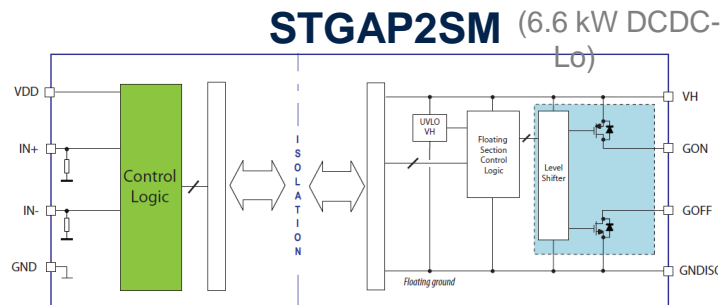 STGAP2SM (6.6 kW DCDC-
Lo)
VDD
IN+
IN-
GND
Control
Logic
I
S
O
L
A
T
I
O
N
UVLO
VH
Floating
Section
Control
Logic
Level
Shifter
Floating ground
VH
GON
GOFF
GNDISO